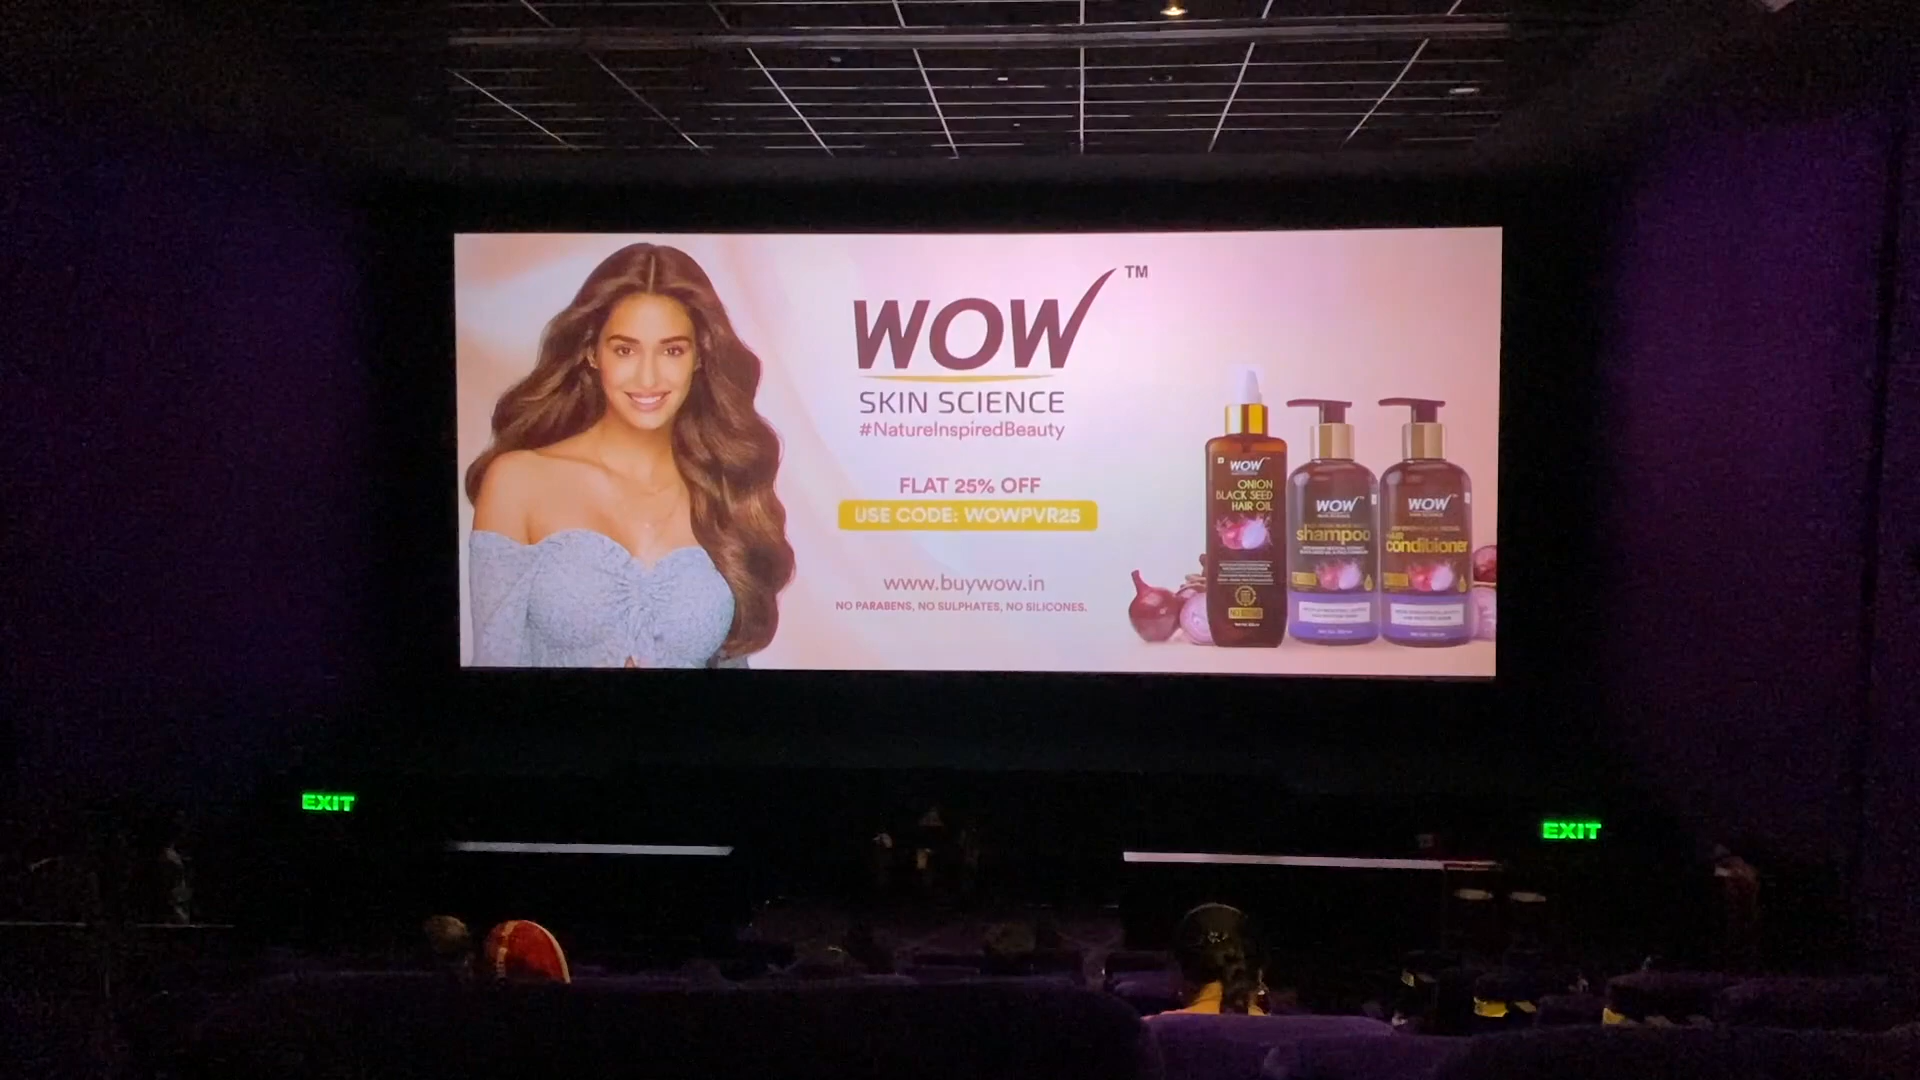 WOW™
SKIN SCIENCE
#NatureInspiredBeauty
FLAT 25% OFF
USE CODE: WOWPVR25
www.buywow.in
NO PARABENS, NO SULPHATES, NO SILICONES.
WOW
ONION
BLACK SEED
HAIR OIL
WOW
shampoo
WOW
HAIR
conditioner
EXIT
EXIT